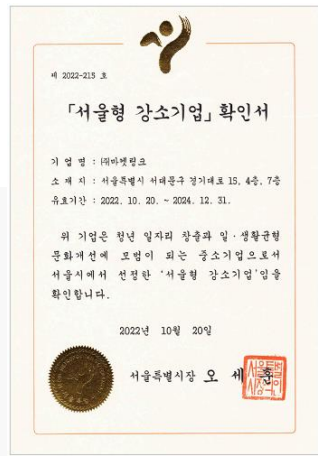 제 2022-215 호
「서울형 강소기업」 확인서
기 업 명 : ㈜마켓링크
소 재 지 : 서울특별시 서대문구 경기대로 15, 4층, 7층
유효기간 : 2022. 10. 20. ~ 2024. 12. 31.
위 기업은 청년 일자리 창출과 일·생활균형
문화개선에 모범이 되는 중소기업으로서
서울시에서 선정한 '서울형 강소기업'임을
확인합니다.
2022년 10월 20일
서울특별시장 오 세 훈